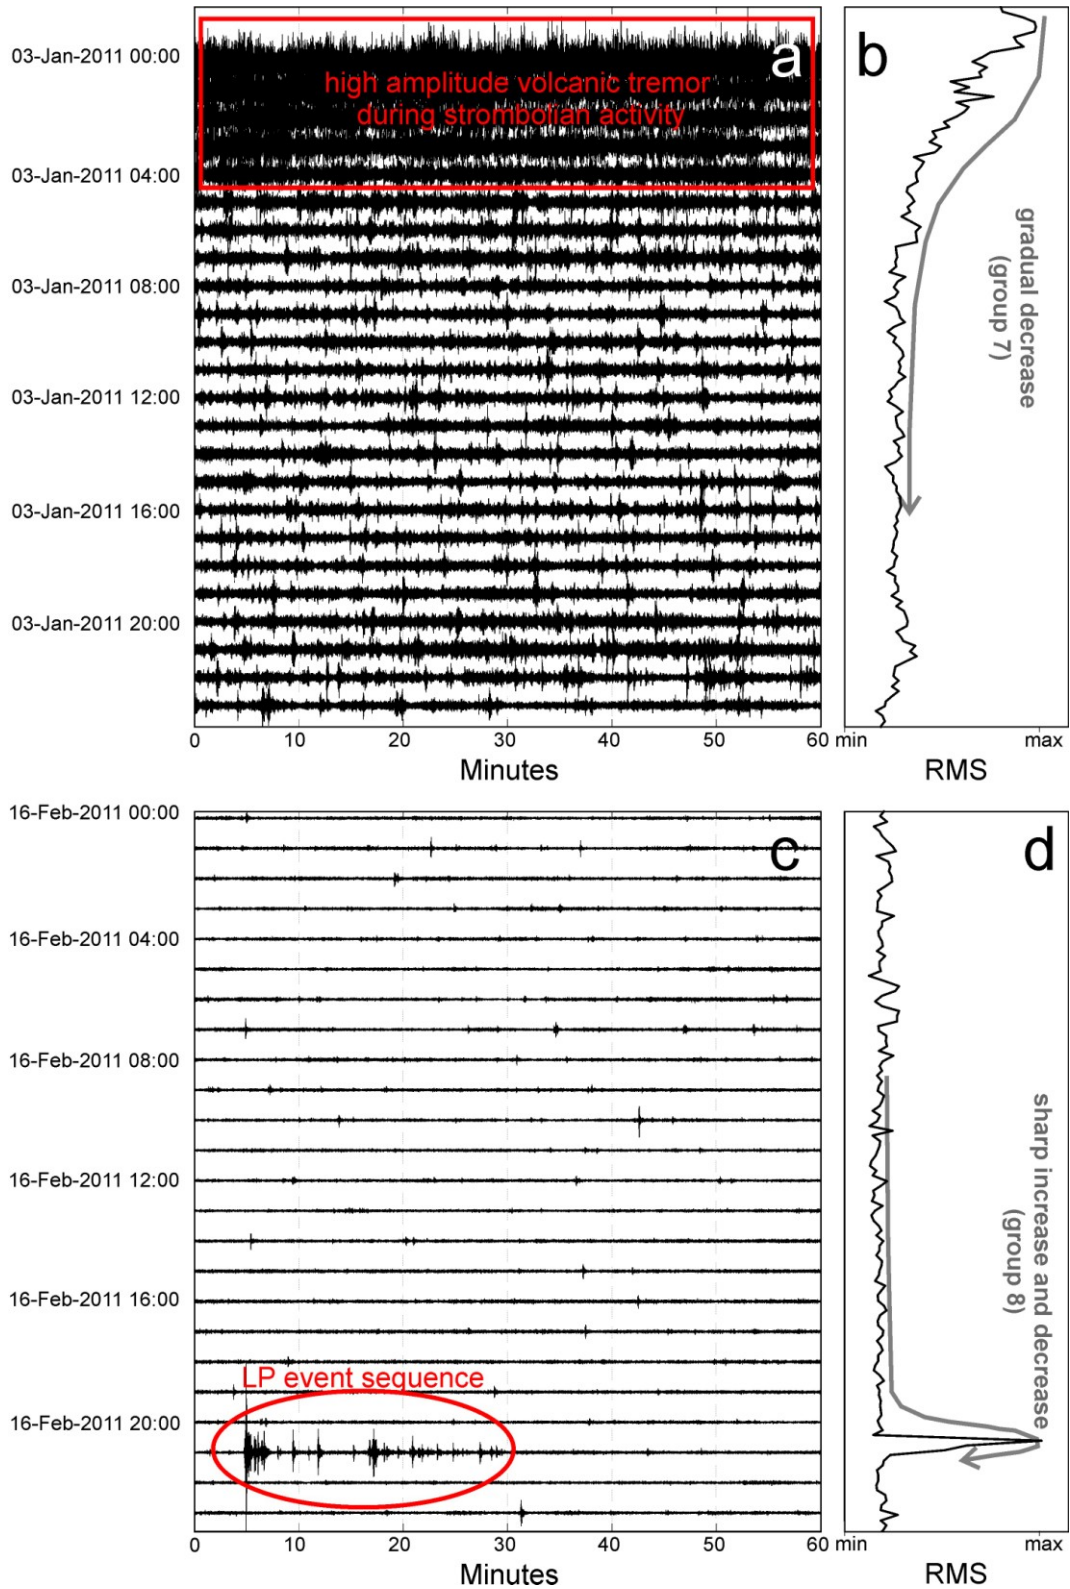 a
b
high amplitude volcanic tremor
during strombolian activity
03-Jan-2011 00:00
03-Jan-2011 04:00
03-Jan-2011 08:00
03-Jan-2011 12:00
03-Jan-2011 16:00
03-Jan-2011 20:00
gradual decrease
(group 7)
0 10 20 30 40 50 60
Minutes
min max
RMS
c
d
16-Feb-2011 00:00
16-Feb-2011 04:00
16-Feb-2011 08:00
16-Feb-2011 12:00
16-Feb-2011 16:00
16-Feb-2011 20:00
LP event sequence
sharp increase and decrease
(group 8)
0 10 20 30 40 50 60
Minutes
min max
RMS